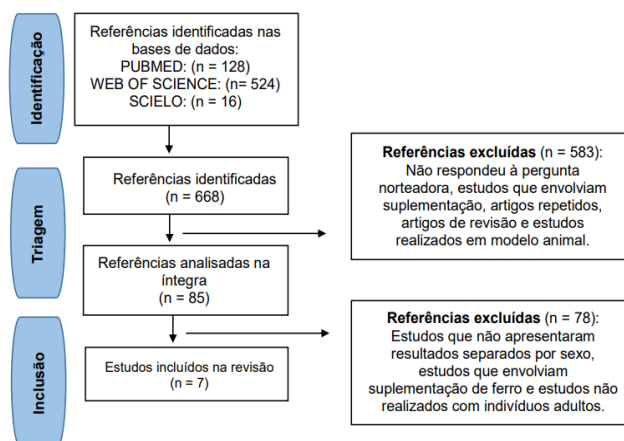 Identificação
Referências identificadas nas
bases de dados:
PUBMED: (n = 128)
WEB OF SCIENCE: (n= 524)
SCIELO: (n = 16)
Triagem
Referências identificadas
(n = 668)
Referências excluídas (n = 583):
Não respondeu à pergunta
norteadora, estudos que envolviam
suplementação, artigos repetidos,
artigos de revisão e estudos
realizados em modelo animal.
Referências analisadas na
íntegra
(n = 85)
Inclusão
Estudos incluídos na revisão
(n = 7)
Referências excluídas (n = 78):
Estudos que não apresentaram
resultados separados por sexo,
estudos que envolviam
suplementação de ferro e estudos não
realizados com indivíduos adultos.